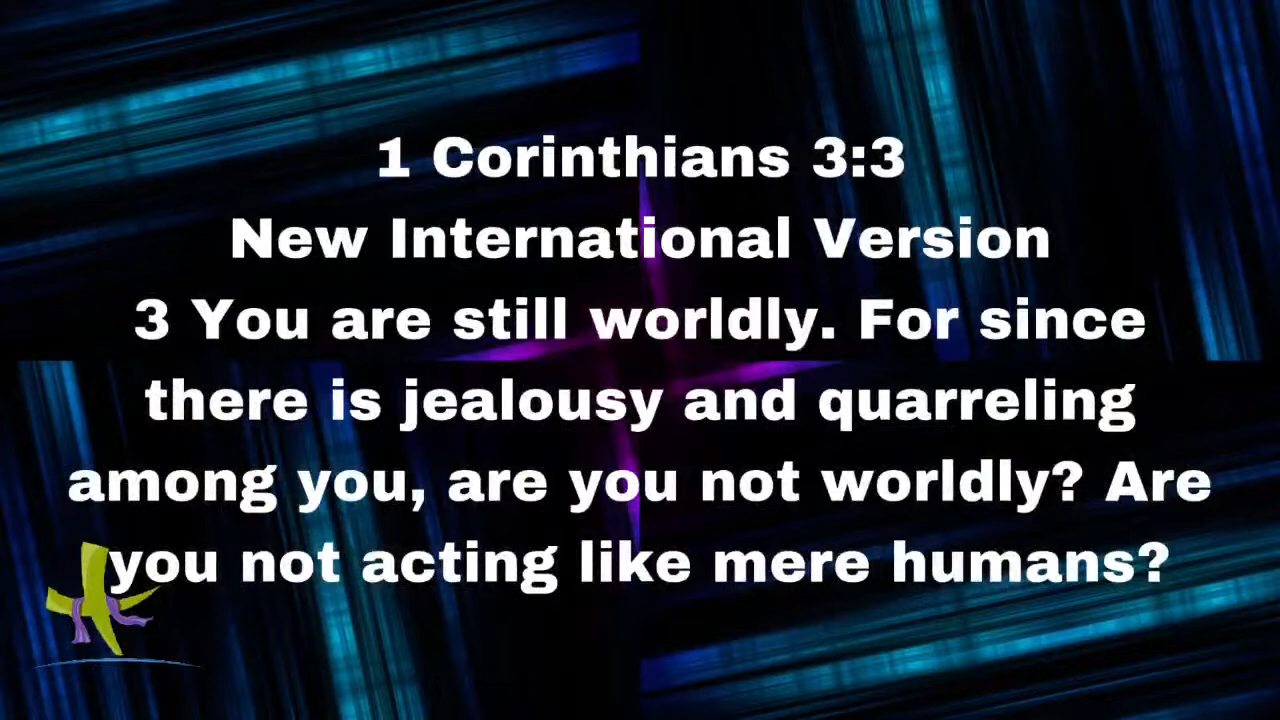 1 Corinthians 3:3
New International Version
3 You are still worldly. For since
there is jealousy and quarreling
among you, are you not worldly? Are
you not acting like mere humans?